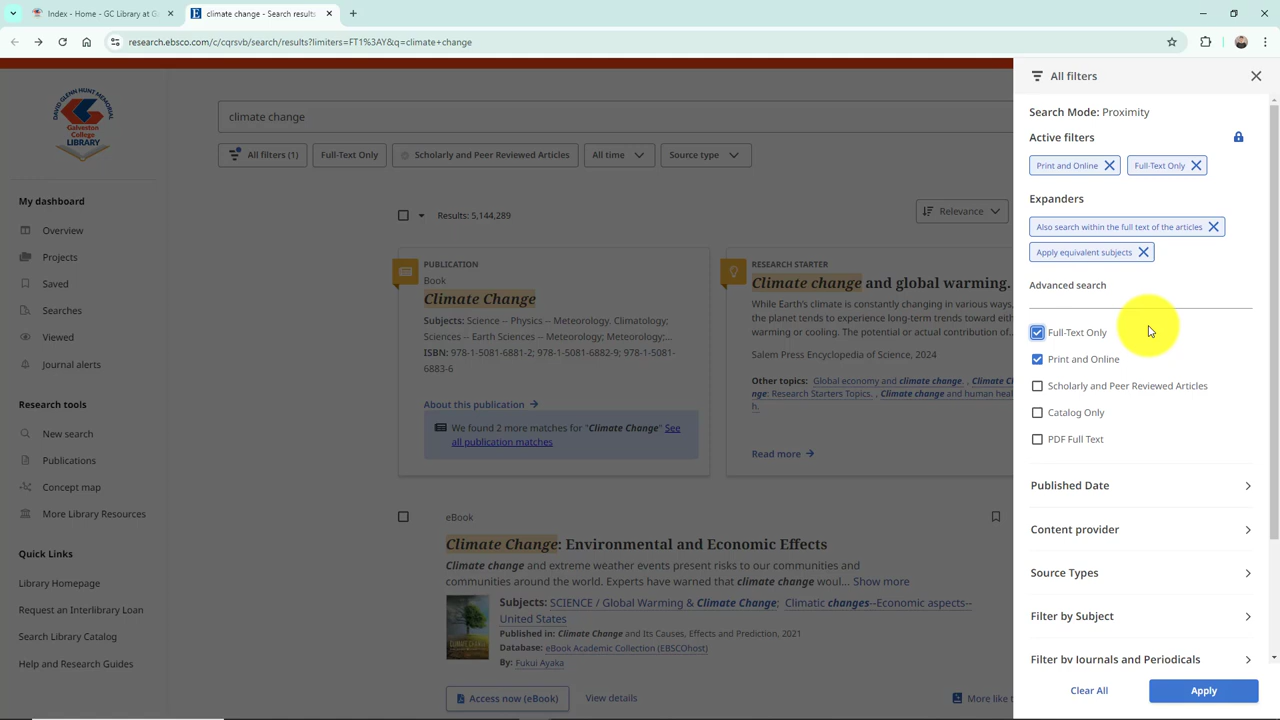 Index - Home - GC Library at G
climate change - Search results
research.ebsco.com/c/cqrsvb/search/results?limiters=FT1%3AY&q=climate+change
DAVID GLENN HUNT MEMORIAL
Galveston
COLLEGE
LIBRARY
My dashboard
Overview
Projects
Saved
Searches
Viewed
Journal alerts
Research tools
New search
Publications
Concept map
More Library Resources
Quick Links
Library Homepage
Request an Interlibrary Loan
Search Library Catalog
Help and Research Guides
climate change
All filters (1)
Full-Text Only
Scholarly and Peer Reviewed Articles
All time
Source type
Results: 5,144,289
Relevance
PUBLICATION
Book
Climate Change
Subjects: Science -- Physics -- Meteorology. Climatology;
Sciences -- Earth Sciences -- Meteorology; Meteorology;...
ISBN: 978-1-5081-6881-2; 978-1-5081-6882-9; 978-1-5081-
6883-6
About this publication
We found 2 more matches for "Climate Change" See
all publication matches
RESEARCH STARTER
Climate change and global warming.
While Earth's climate is constantly changing in various ways,
the planet tends to experience long-term trends toward either
warming or cooling. The potential or actual contribution of...
Salem Press Encyclopedia of Science, 2024
Other topics: Global economy and climate change. , Climate C
nge: Research Starters Topics. , Climate change and human heal
h.
Read more
eBook
Climate Change: Environmental and Economic Effects
Climate change and extreme weather events present risks to our communities and
communities around the world. Experts have warned that climate change woul... Show more
Subjects: SCIENCE / Global Warming & Climate Change; Climatic changes--Economic aspects--
United States
Published in: Climate Change and Its Causes, Effects and Prediction, 2021
Database: eBook Academic Collection (EBSCOhost)
By: Fukui Ayaka
Access now (eBook)
View details
More like t
All filters
Search Mode: Proximity
Active filters
Print and Online
Full-Text Only
Expanders
Also search within the full text of the articles
Apply equivalent subjects
Advanced search
Full-Text Only
Print and Online
Scholarly and Peer Reviewed Articles
Catalog Only
PDF Full Text
Published Date
Content provider
Source Types
Filter by Subject
Filter by Journals and Periodicals
Clear All
Apply